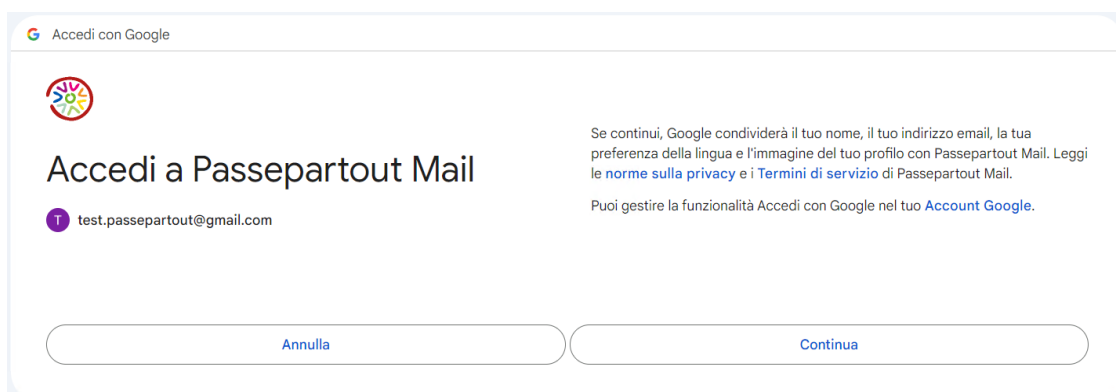 Accedi con Google
Accedi a Passepartout Mail
T test.passepartout@gmail.com
Se continui, Google condividerà il tuo nome, il tuo indirizzo email, la tua
preferenza della lingua e l'immagine del tuo profilo con Passepartout Mail. Leggi
le norme sulla privacy e i Termini di servizio di Passepartout Mail.
Puoi gestire la funzionalità Accedi con Google nel tuo Account Google.
Annulla
Continua